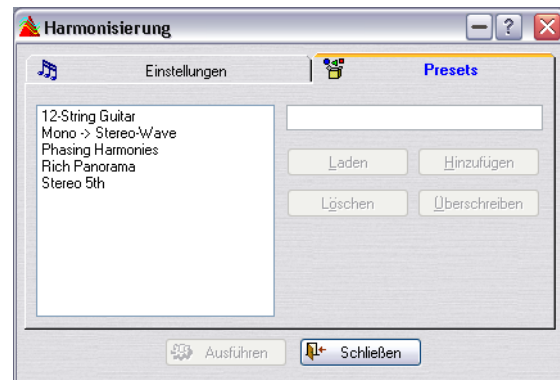 Harmonisierung
Einstellungen
Presets
12-String Guitar
Mono -> Stereo-Wave
Phasing Harmonies
Rich Panorama
Stereo 5th
Laden
Hinzufügen
Löschen
Überschreiben
Ausführen
Schließen